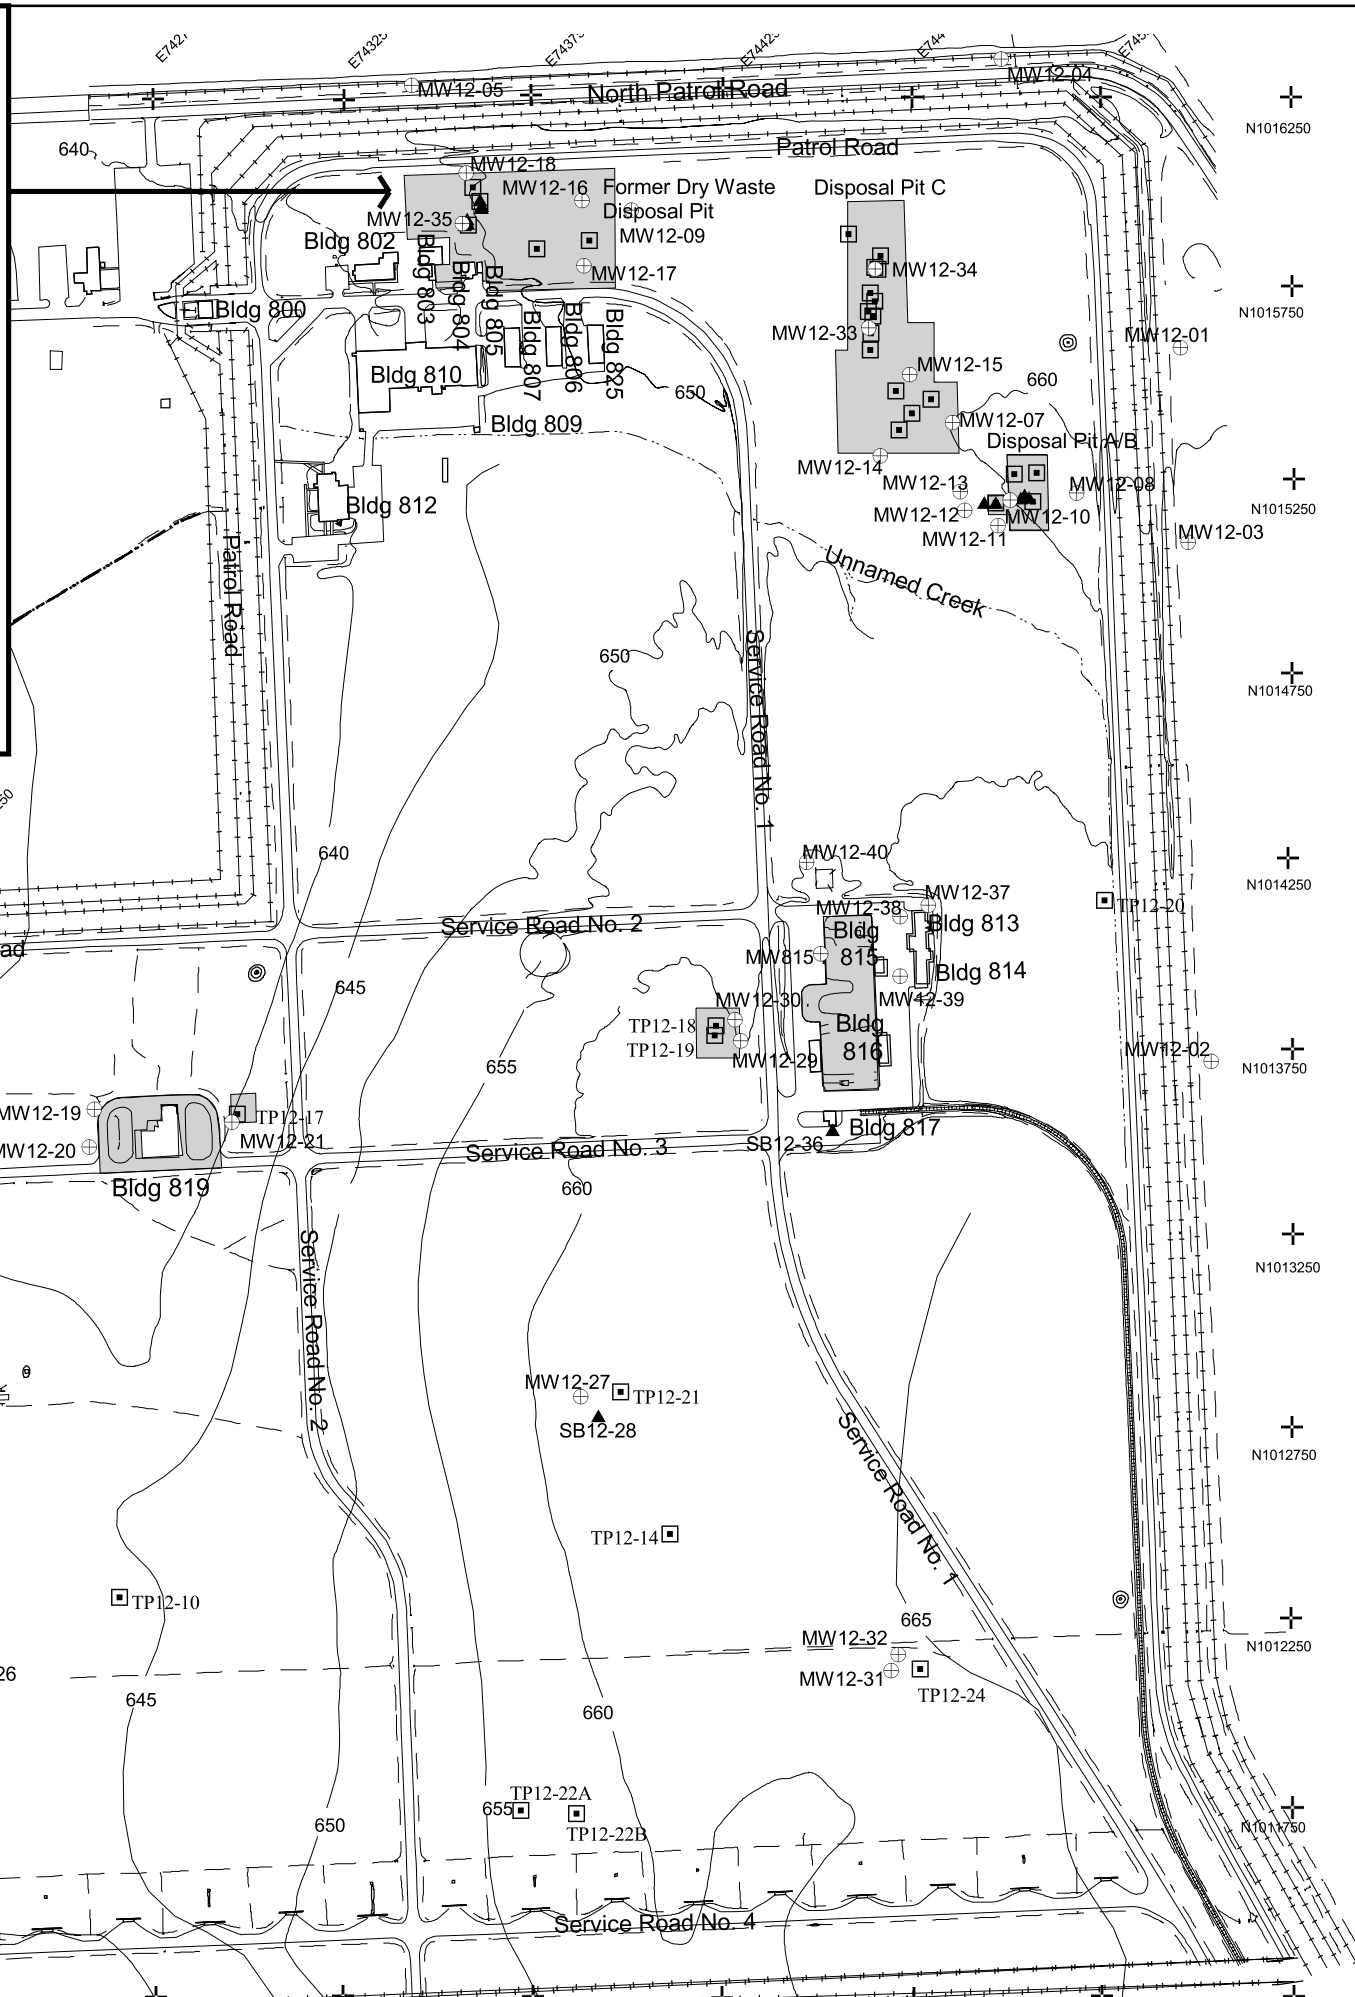 MW12-05
North Patrol Road
MW12-04
N1016250
640
Patrol Road
MW12-18
MW12-16
Former Dry Waste
Disposal Pit
Disposal Pit C
MW12-35
MW12-09
Bldg 802
MW12-17
MW12-34
Bldg 800
Bldg 803
Bldg 804
Bldg 805
Bldg 807
Bldg 806
Bldg 825
N1015750
MW12-33
MW12-01
Bldg 810
MW12-15
660
650
Bldg 809
MW12-07
Disposal Pit A/B
MW12-14
MW12-13
MW12-08
Bldg 812
MW12-12
MW12-10
N1015250
MW12-11
MW12-03
Patrol Road
Unnamed Creek
650
Service Road No. 1
N1014750
640
MW12-40
N1014250
MW12-37
MW12-38
TP12-20
Service Road No. 2
Bldg
815
Bldg 813
MW815
Bldg 814
645
MW12-30
MW12-39
TP12-18
TP12-19
Bldg
816
MW12-29
MW12-02
N1013750
655
MW12-19
TP12-17
MW12-21
MW12-20
Bldg 817
SB12-36
Service Road No. 3
Bldg 819
660
Service Road No. 2
N1013250
MW12-27
TP12-21
SB12-28
Service Road No. 1
N1012750
TP12-14
TP12-10
665
MW12-32
N1012250
MW12-31
TP12-24
645
660
TP12-22A
655
TP12-22B
650
N1011750
Service Road No. 4